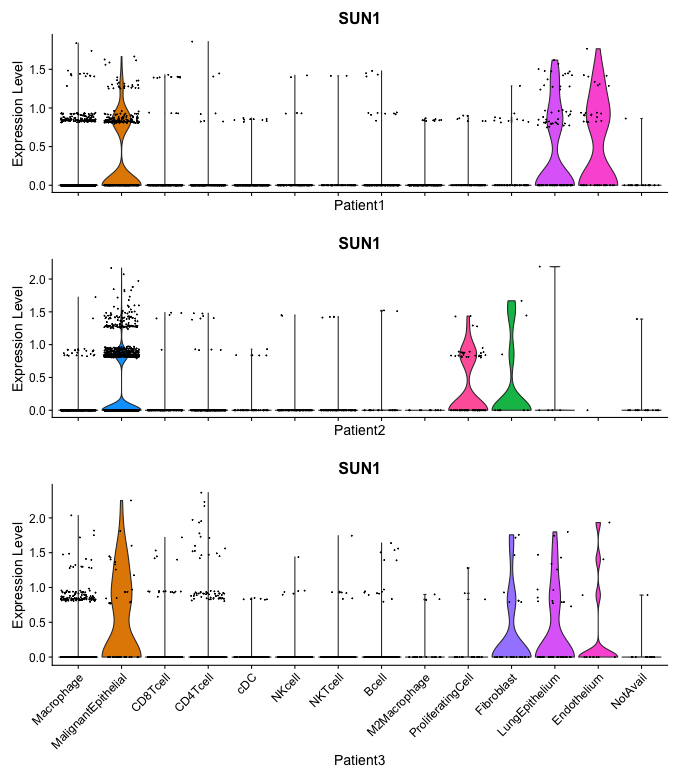 SUN1
Expression Level
1.5
1.0
0.5
0.0
Patient1
SUN1
Expression Level
2.0
1.5
1.0
0.5
0.0
Patient2
SUN1
Expression Level
2.0
1.5
1.0
0.5
0.0
Macrophage
MalignantEpithelial
CD8Tcell
CD4Tcell
cDC
NKcell
NKTcell
Bcell
M2Macrophage
ProliferatingCell
Fibroblast
LungEpithelium
Endothelium
NotAvail
Patient3